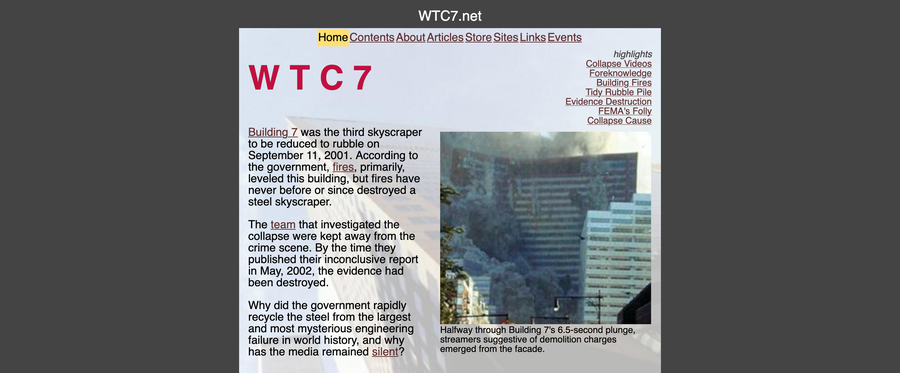 WTC7.net
Home Contents About Articles Store Sites Links Events
highlights
Collapse Videos
Foreknowledge
Building Fires
Tidy Rubble Pile
Evidence Destruction
FEMA's Folly
Collapse Cause
W T C 7
Building 7 was the third skyscraper
to be reduced to rubble on
September 11, 2001. According to
the government, fires, primarily,
leveled this building, but fires have
never before or since destroyed a
steel skyscraper.
The team that investigated the
collapse were kept away from the
crime scene. By the time they
published their inconclusive report
in May, 2002, the evidence had
been destroyed.
Why did the government rapidly
recycle the steel from the largest
and most mysterious engineering
failure in world history, and why
has the media remained silent?
Halfway through Building 7's 6.5-second plunge,
streamers suggestive of demolition charges
emerged from the facade.